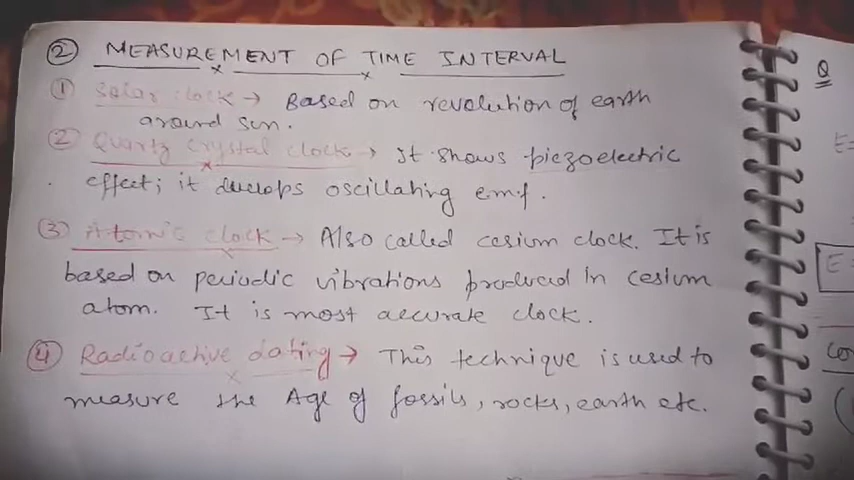 ② MEASUREMENT OF TIME INTERVAL
① Solar clock → Based on revolution of earth
around sun.
② Quartz crystal clock → It shows piezoelectric
effect; it develops oscillating e.m.f.
③ Atomic clock → Also called cesium clock. It is
based on periodic vibrations produced in cesium
atom. It is most accurate clock.
④ Radioactive dating → This technique is used to
measure the Age of fossils, rocks, earth etc.
Q
E=
E=